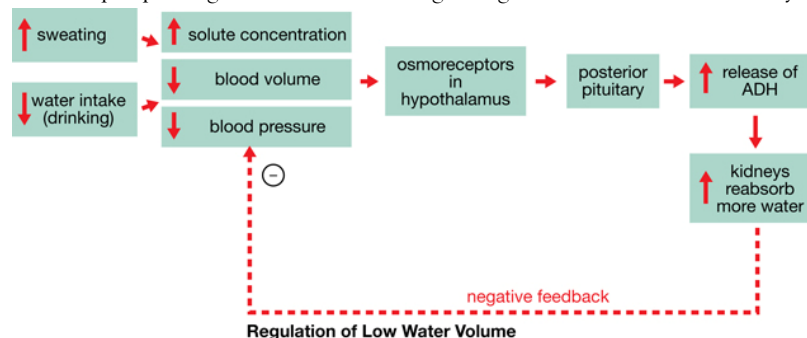 sweating
solute concentration
water intake
(drinking)
blood volume
blood pressure
osmoreceptors
in
hypothalamus
posterior
pituitary
release of
ADH
kidneys
reabsorb
more water
−
negative feedback
Regulation of Low Water Volume